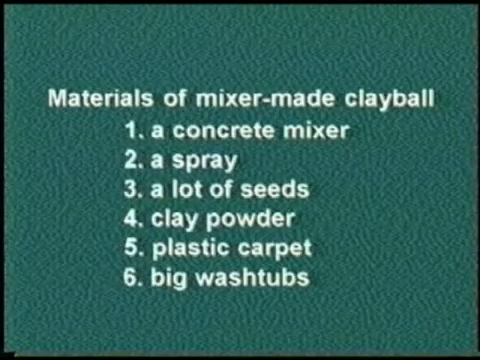 Materials of mixer-made clayball
1. a concrete mixer
2. a spray
3. a lot of seeds
4. clay powder
5. plastic carpet
6. big washtubs